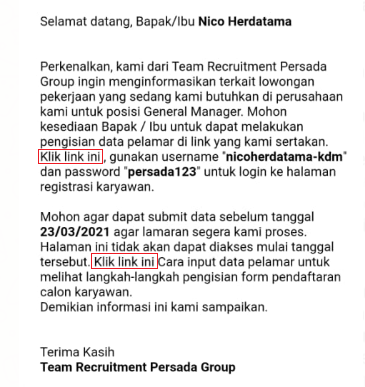 Selamat datang, Bapak/Ibu Nico Herdatama
Perkenalkan, kami dari Team Recruitment Persada
Group ingin menginformasikan terkait lowongan
pekerjaan yang sedang kami butuhkan di perusahaan
kami untuk posisi General Manager. Mohon
kesediaan Bapak / Ibu untuk dapat melakukan
pengisian data pelamar di link yang kami sertakan.
Klik link ini , gunakan username "nicoherdatama-kdm"
dan password "persada123" untuk login ke halaman
registrasi karyawan.
Mohon agar dapat submit data sebelum tanggal
23/03/2021 agar lamaran segera kami proses.
Halaman ini tidak akan dapat diakses mulai tanggal
tersebut. Klik link ini Cara input data pelamar untuk
melihat langkah-langkah pengisian form pendaftaran
calon karyawan.
Demikian informasi ini kami sampaikan.
Terima Kasih
Team Recruitment Persada Group